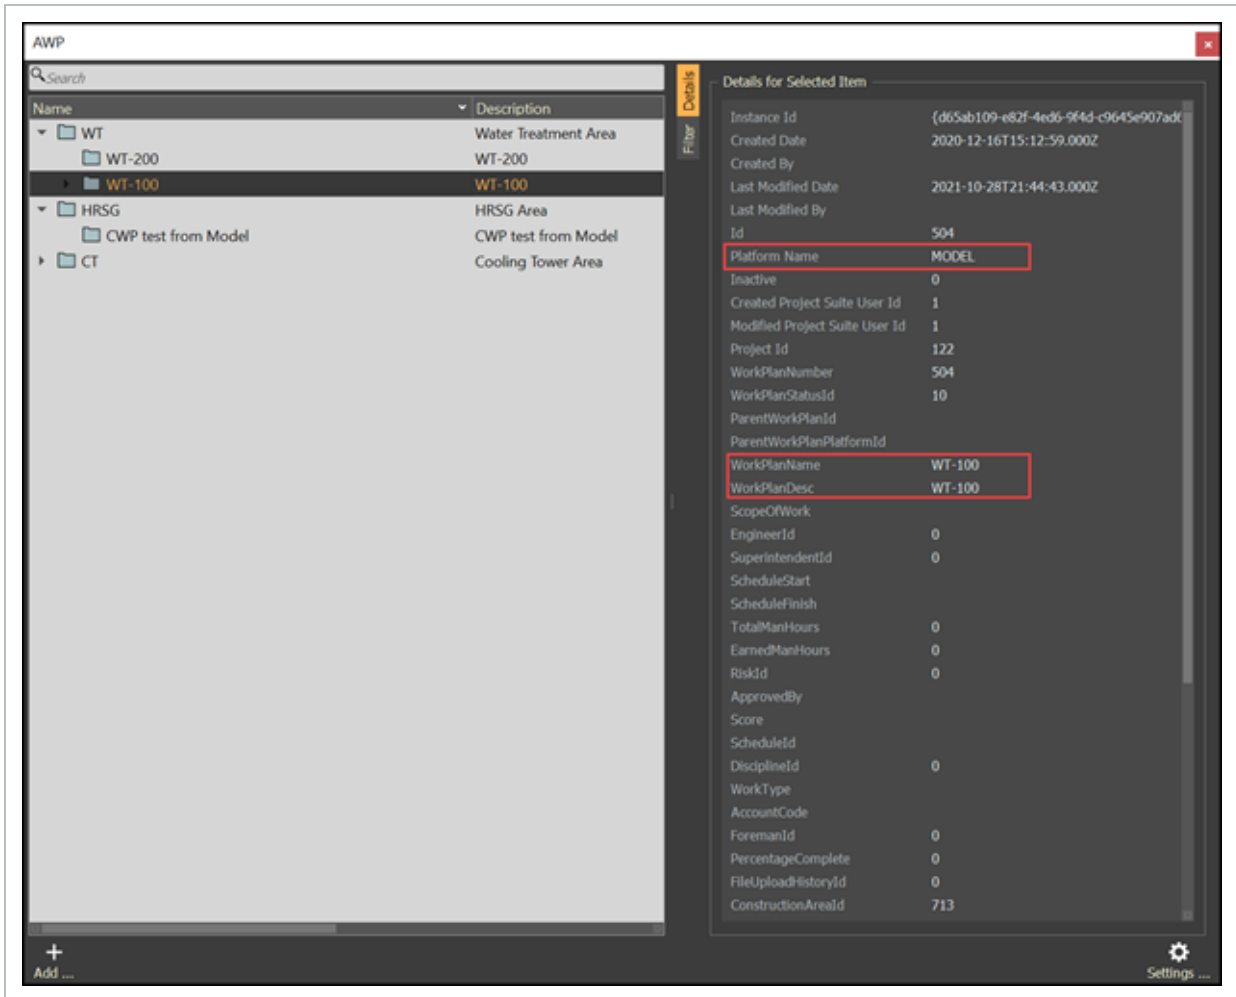 AWP
Search
Name Description
WT Water Treatment Area
WT-200 WT-200
WT-100 WT-100
HRSG HRSG Area
CWP test from Model CWP test from Model
CT Cooling Tower Area
Add ...
Details
Filter
Details for Selected Item
Instance Id {d65ab109-e82f-4ed6-9f4d-c9645e907ad
Created Date 2020-12-16T15:12:59.000Z
Created By
Last Modified Date 2021-10-28T21:44:43.000Z
Last Modified By
Id 504
Platform Name MODEL
Inactive 0
Created Project Suite User Id 1
Modified Project Suite User Id 1
Project Id 122
WorkPlanNumber 504
WorkPlanStatusId 10
ParentWorkPlanId
ParentWorkPlanPlatformId
WorkPlanName WT-100
WorkPlanDesc WT-100
ScopeOfWork
EngineerId 0
SuperintendentId 0
ScheduleStart
ScheduleFinish
TotalManHours 0
EarnedManHours 0
RiskId 0
ApprovedBy
Score
ScheduleId
DisciplineId 0
WorkType
AccountCode
ForemanId 0
PercentageComplete 0
FileUploadHistoryId 0
ConstructionAreaId 713
Settings ...